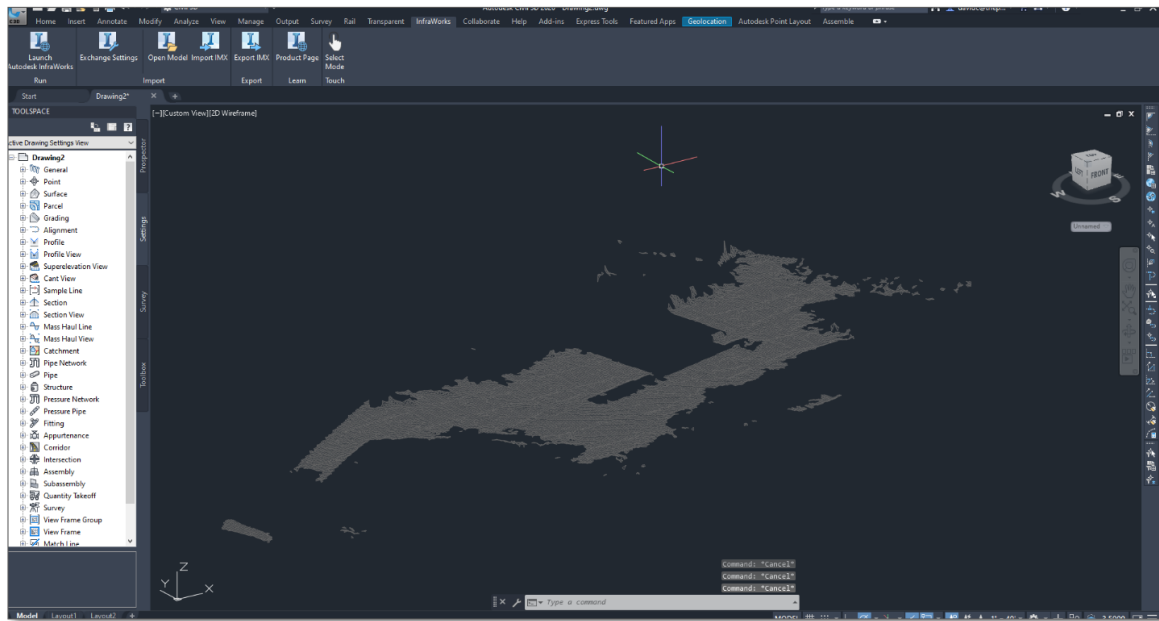 Home Insert Annotate Modify Analyze View Manage Output Survey Rail Transparent InfraWorks Collaborate Help Add-ins Express Tools Featured Apps Geolocation Autodesk Point Layout Assemble
Launch Autodesk InfraWorks
Exchange Settings
Open Model
Import IMX
Export IMX
Product Page
Select Mode
Run
Import
Export
Learn
Touch
Start
Drawing2*
TOOLSPACE
[−][Custom View][2D Wireframe]
ctive Drawing Settings View
Drawing2
General
Point
Surface
Parcel
Grading
Alignment
Profile
Profile View
Superelevation View
Cant View
Sample Line
Section
Section View
Mass Haul Line
Mass Haul View
Catchment
Pipe Network
Pipe
Structure
Pressure Network
Pressure Pipe
Fitting
Appurtenance
Corridor
Intersection
Assembly
Subassembly
Quantity Takeoff
Survey
View Frame Group
View Frame
Match Line
Prospector
Settings
Survey
Toolbox
LEFT
FRONT
W
S
Unnamed
Z
Y
X
Command: *Cancel*
Command: *Cancel*
Command: *Cancel*
Type a command
Model Layout1 Layout2 +
MODEL